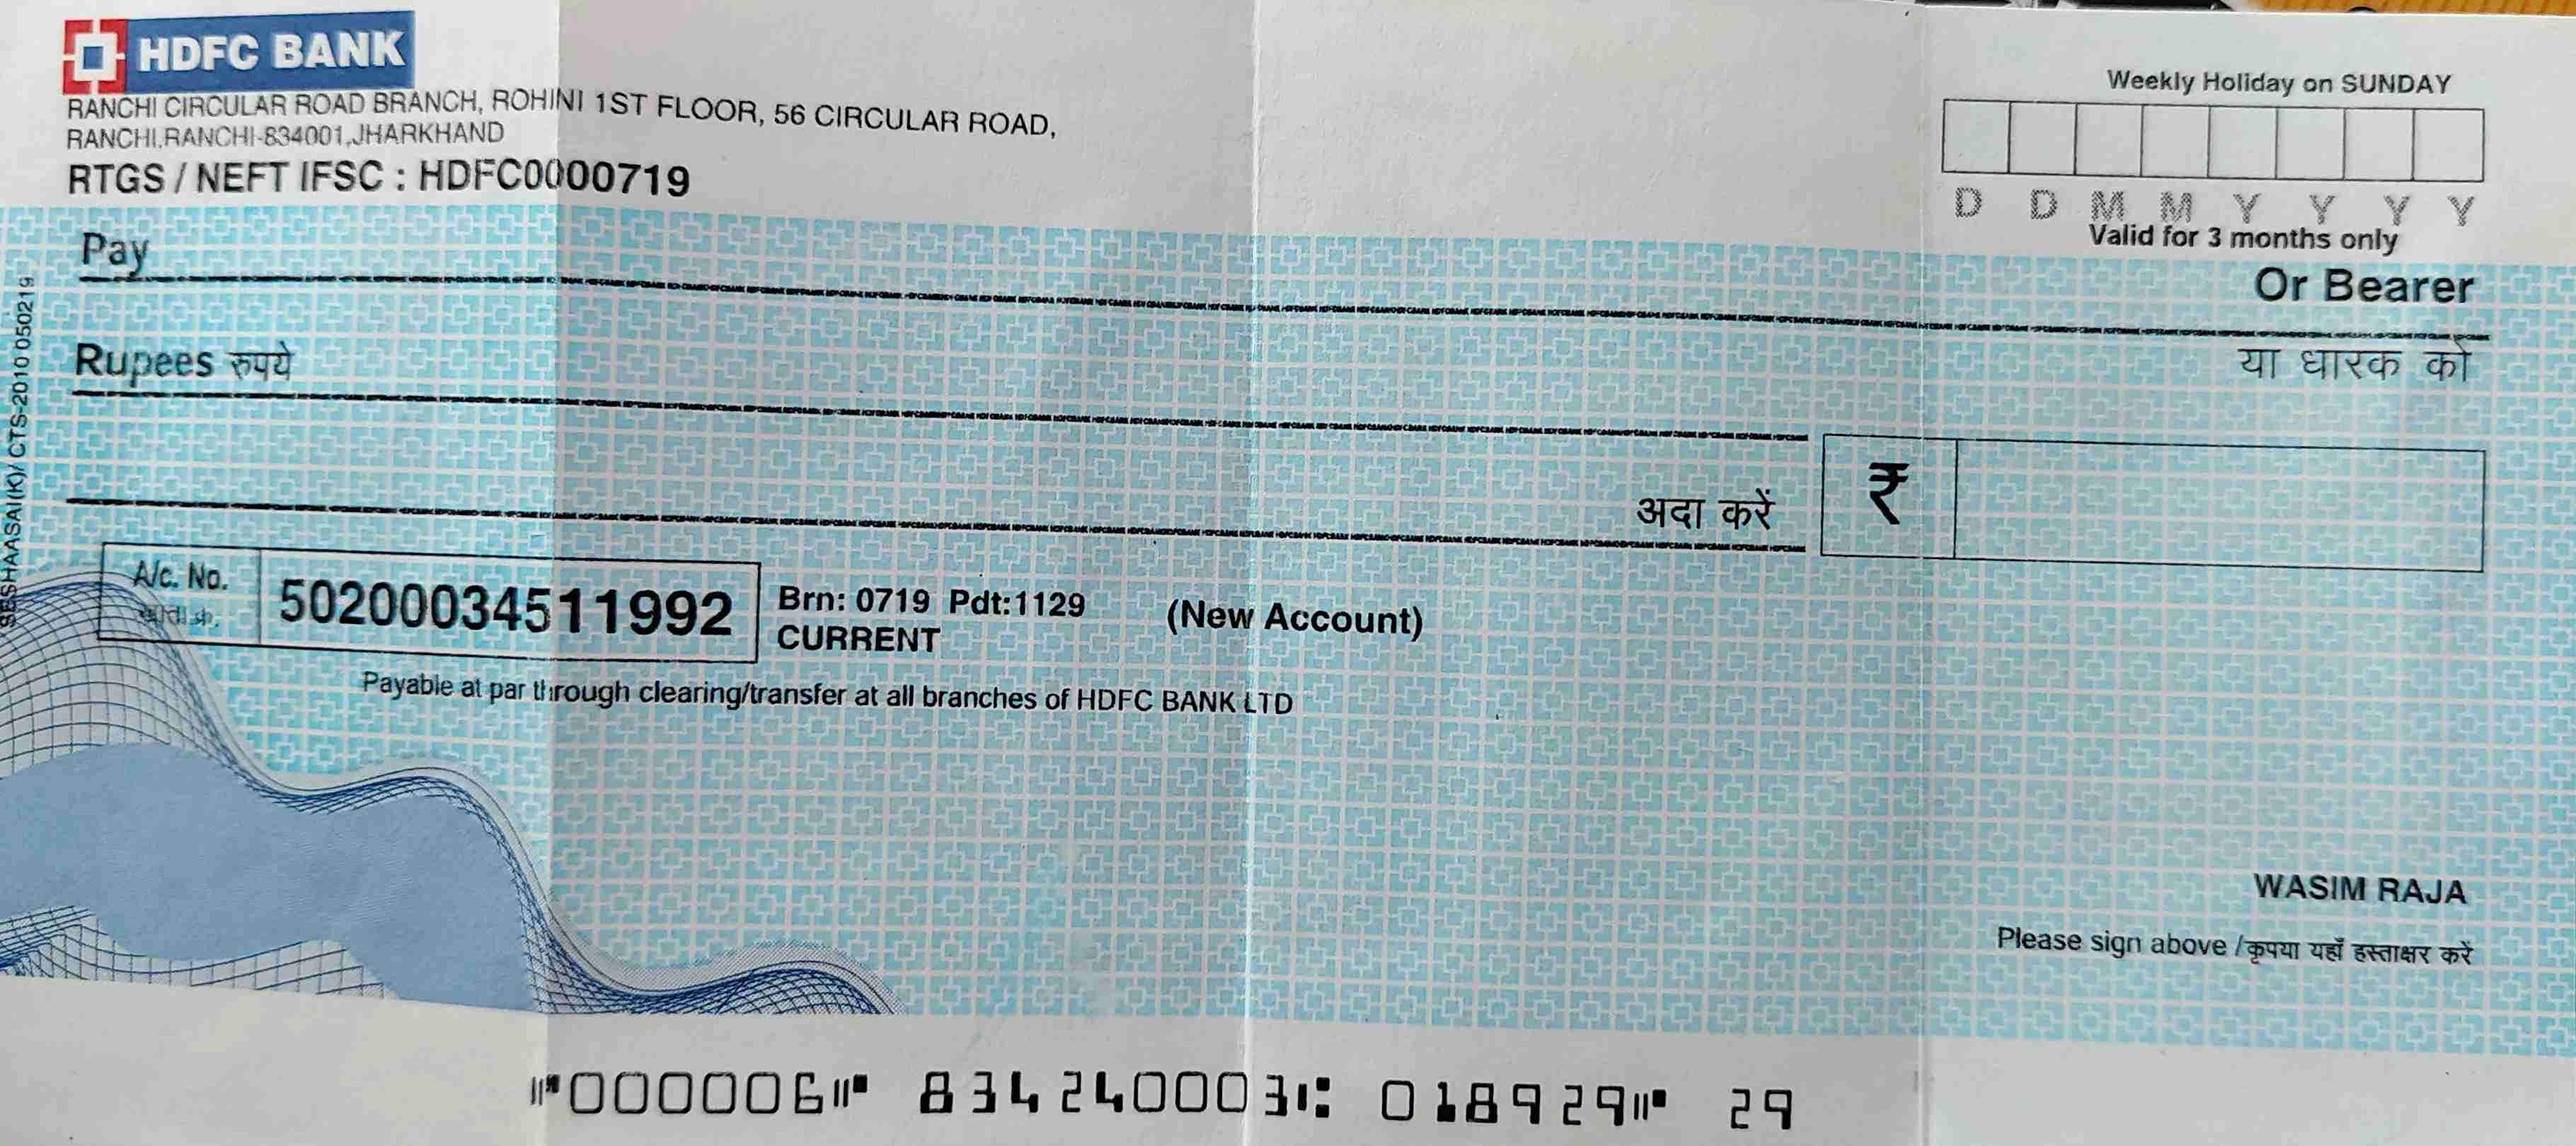 HDFC BANK
RANCHI CIRCULAR ROAD BRANCH, ROHINI 1ST FLOOR, 56 CIRCULAR ROAD,
RANCHI,RANCHI-834001,JHARKHAND
RTGS / NEFT IFSC : HDFC0000719
Weekly Holiday on SUNDAY
D D M M Y Y Y Y
Valid for 3 months only
Pay
Or Bearer
Rupees रुपये
या धारक को
अदा करें
₹
A/c. No.
50200034511992
Brn: 0719 Pdt:1129
CURRENT
(New Account)
Payable at par through clearing/transfer at all branches of HDFC BANK LTD
WASIM RAJA
Please sign above /कृपया यहाँ हस्ताक्षर करें
SESHAASAI(K)/ CTS-2010 050219
⑈000006⑈ 834240003⑆ 018929⑈ 29